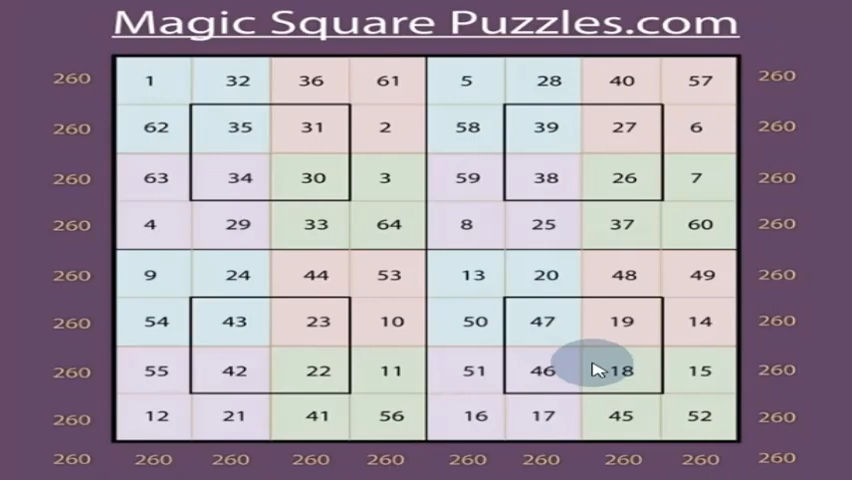 Magic Square Puzzles.com
260 1 32 36 61 5 28 40 57 260
260 62 35 31 2 58 39 27 6 260
260 63 34 30 3 59 38 26 7 260
260 4 29 33 64 8 25 37 60 260
260 9 24 44 53 13 20 48 49 260
260 54 43 23 10 50 47 19 14 260
260 55 42 22 11 51 46 18 15 260
260 12 21 41 56 16 17 45 52 260
260 260 260 260 260 260 260 260 260 260